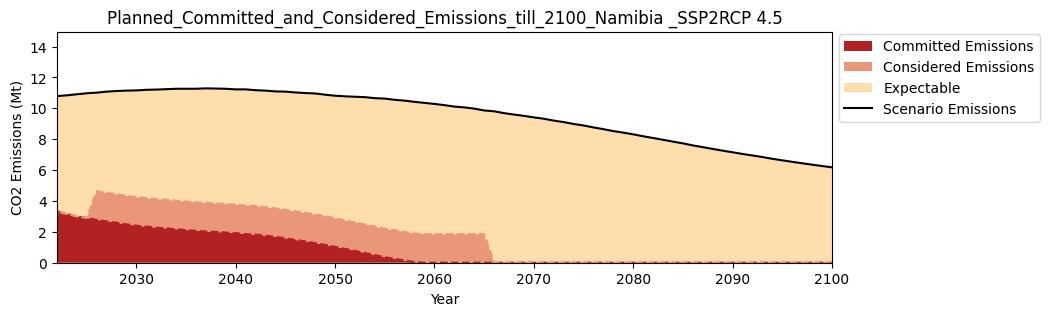 Planned_Committed_and_Considered_Emissions_till_2100_Namibia _SSP2RCP 4.5
CO2 Emissions (Mt)
14
12
10
8
6
4
2
0
2030 2040 2050 2060 2070 2080 2090 2100
Year
Committed Emissions
Considered Emissions
Expectable
Scenario Emissions